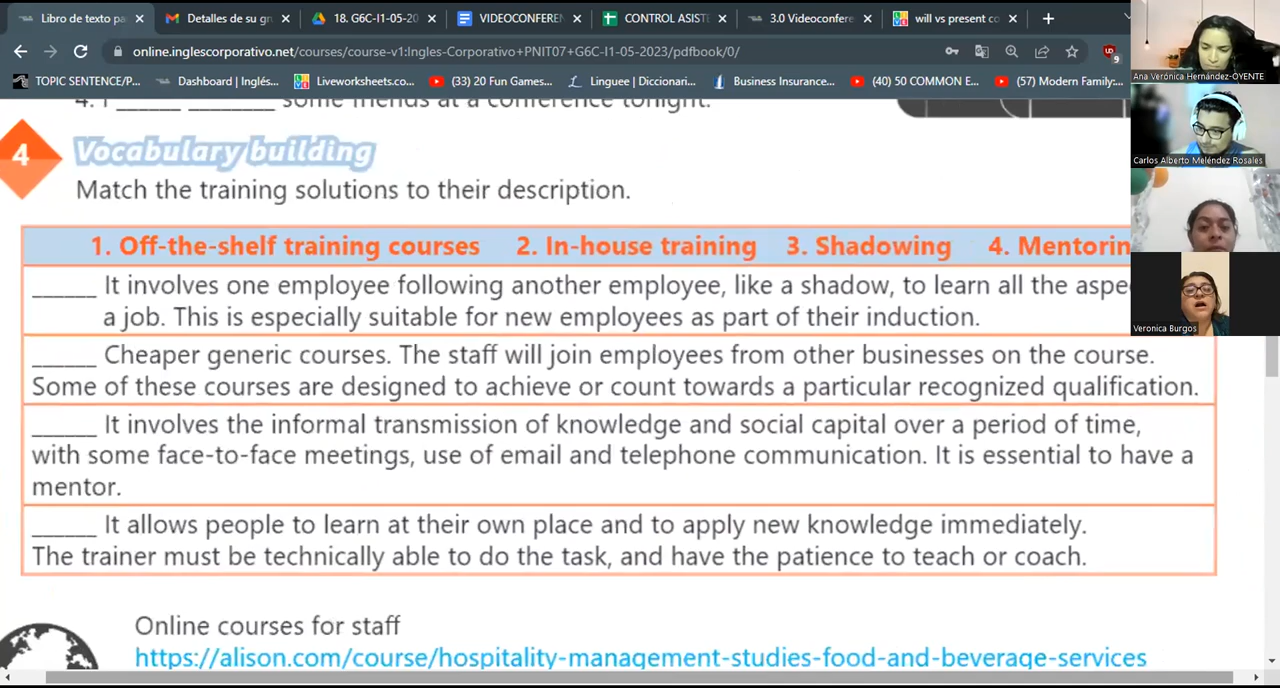 Libro de texto pa
Detalles de su gr
18. G6C-I1-05-20
VIDEOCONFEREN
CONTROL ASIST
3.0 Videoconfere
will vs present co
online.inglescorporativo.net/courses/course-v1:Ingles-Corporativo+PNIT07+G6C-I1-05-2023/pdfbook/0/
9
TOPIC SENTENCE/P...
Dashboard | Inglés...
Liveworksheets.co...
(33) 20 Fun Games...
Linguee | Diccionari...
Business Insurance...
(40) 50 COMMON E...
(57) Modern Family:...
4. I ______ ________ some friends at a conference tonight.
4
Vocabulary building
Match the training solutions to their description.
1. Off-the-shelf training courses 2. In-house training 3. Shadowing 4. Mentorin
______ It involves one employee following another employee, like a shadow, to learn all the aspe
a job. This is especially suitable for new employees as part of their induction.
______ Cheaper generic courses. The staff will join employees from other businesses on the course.
Some of these courses are designed to achieve or count towards a particular recognized qualification.
______ It involves the informal transmission of knowledge and social capital over a period of time,
with some face-to-face meetings, use of email and telephone communication. It is essential to have a
mentor.
______ It allows people to learn at their own place and to apply new knowledge immediately.
The trainer must be technically able to do the task, and have the patience to teach or coach.
Online courses for staff
https://alison.com/course/hospitality-management-studies-food-and-beverage-services
Ana Verónica Hernández-OYENTE
Carlos Alberto Meléndez Rosales
Veronica Burgos